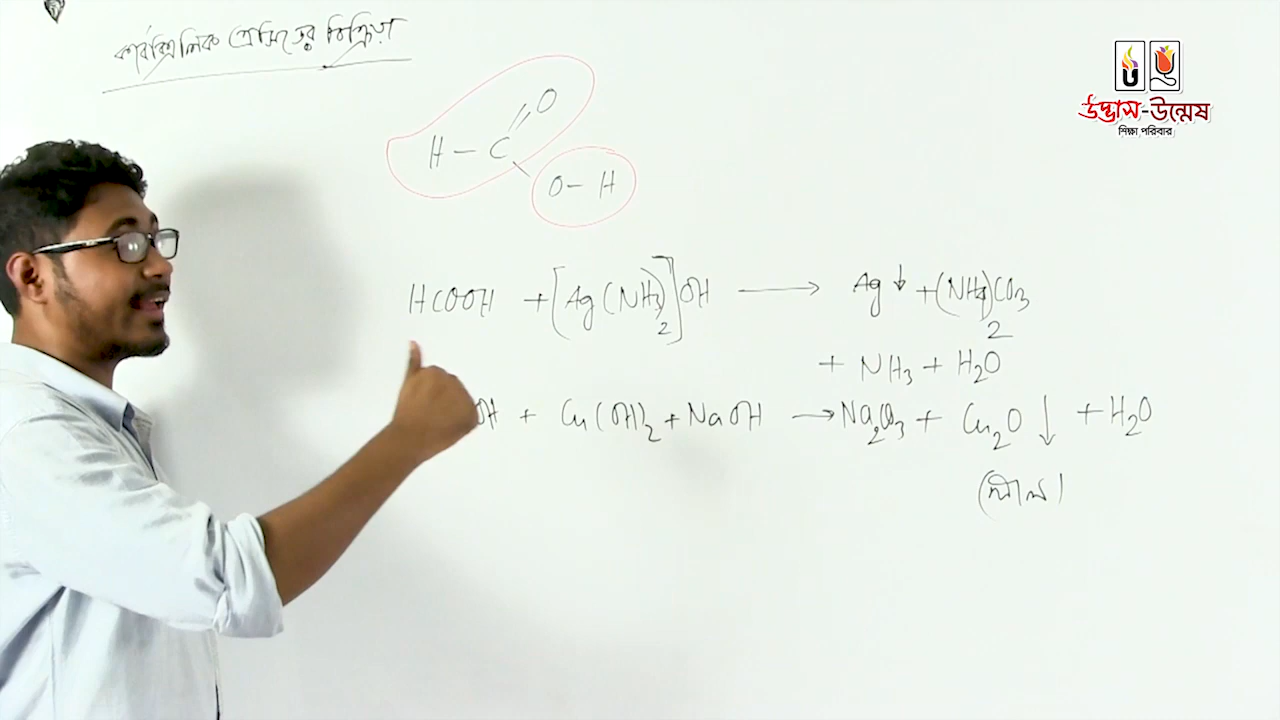 কার্বক্সিলিক এসিডের বিক্রিয়া
O
H – C
O – H
HCOOH + [Ag(NH3)2]OH ⟶ Ag↓ + (NH4)2CO3
+ NH3 + H2O
OH + Cu(OH)2 + NaOH → Na2CO3 + Cu2O ↓ + H2O
(লাল)
উদ্ভাস-উন্মেষ
শিক্ষা পরিবার